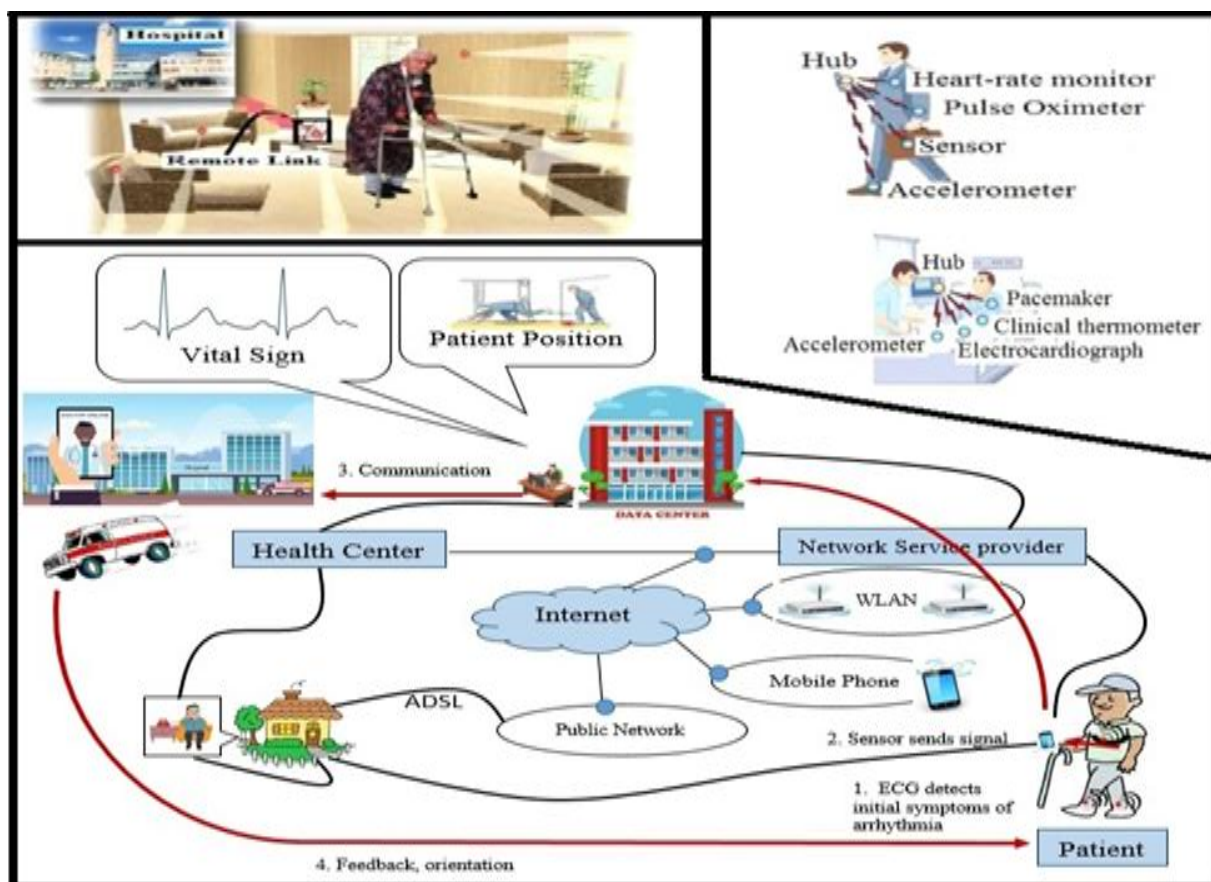 Hospital
Remote Link
Hub
Heart-rate monitor
Pulse Oximeter
Sensor
Accelerometer
Hub
Pacemaker
Clinical thermometer
Accelerometer
Electrocardiograph
Vital Sign
Patient Position
3. Communication
DATA CENTER
Health Center
Network Service provider
Internet
WLAN
Mobile Phone
ADSL
Public Network
2. Sensor sends signal
1. ECG detects
initial symptoms of
arrhythmia
Patient
4. Feedback, orientation